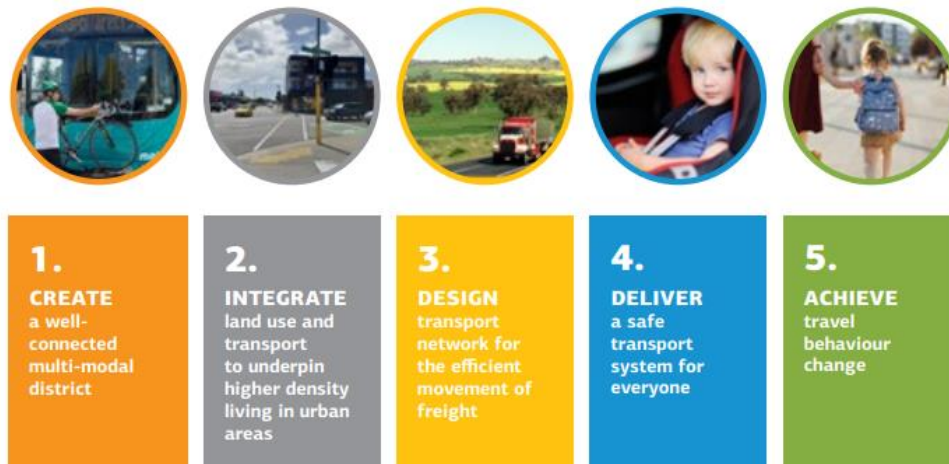 1.
CREATE
a well-
connected
multi-modal
district
2.
INTEGRATE
land use and
transport
to underpin
higher density
living in urban
areas
3.
DESIGN
transport
network for
the efficient
movement of
freight
4.
DELIVER
a safe
transport
system for
everyone
5.
ACHIEVE
travel
behaviour
change